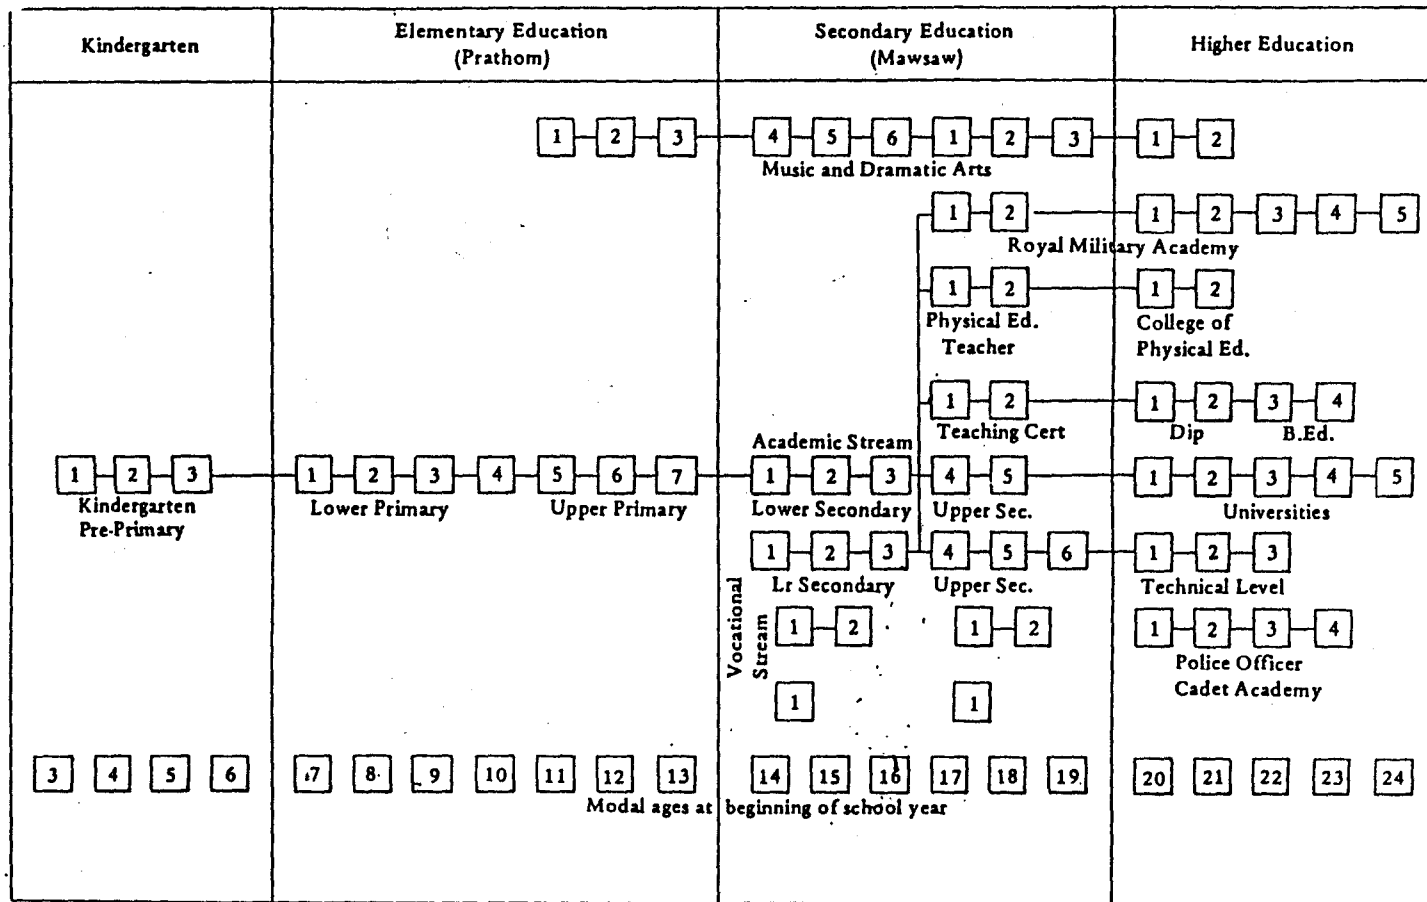 Kindergarten
Elementary Education
(Prathom)
Secondary Education
(Mawsaw)
Higher Education
1 2 3 4 5 6 1 2 3 1 2
Music and Dramatic Arts
1 2 1 2 3 4 5
Royal Military Academy
1 2 1 2
Physical Ed.
Teacher
College of
Physical Ed.
1 2 1 2 3 4
Teaching Cert
Dip
B.Ed.
Academic Stream
1 2 3 1 2 3 4 5 6 7 1 2 3 4 5 1 2 3 4 5
Kindergarten
Pre-Primary
Lower Primary
Upper Primary
Lower Secondary
Upper Sec.
Universities
1 2 3 4 5 6 1 2 3
Lr Secondary
Upper Sec.
Technical Level
Vocational
Stream
1 2 1 2 1 2 3 4
Police Officer
Cadet Academy
1 1
3 4 5 6 7 8 9 10 11 12 13 14 15 16 17 18 19 20 21 22 23 24
Modal ages at beginning of school year